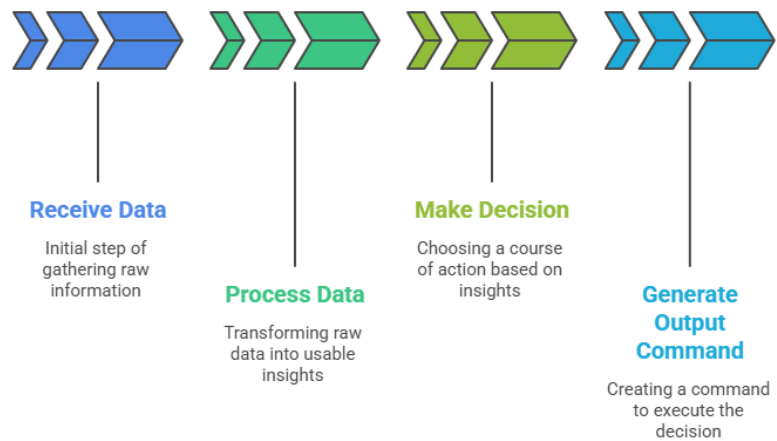 Receive Data
Initial step of
gathering raw
information
Process Data
Transforming raw
data into usable
insights
Make Decision
Choosing a course
of action based on
insights
Generate
Output
Command
Creating a command
to execute the
decision